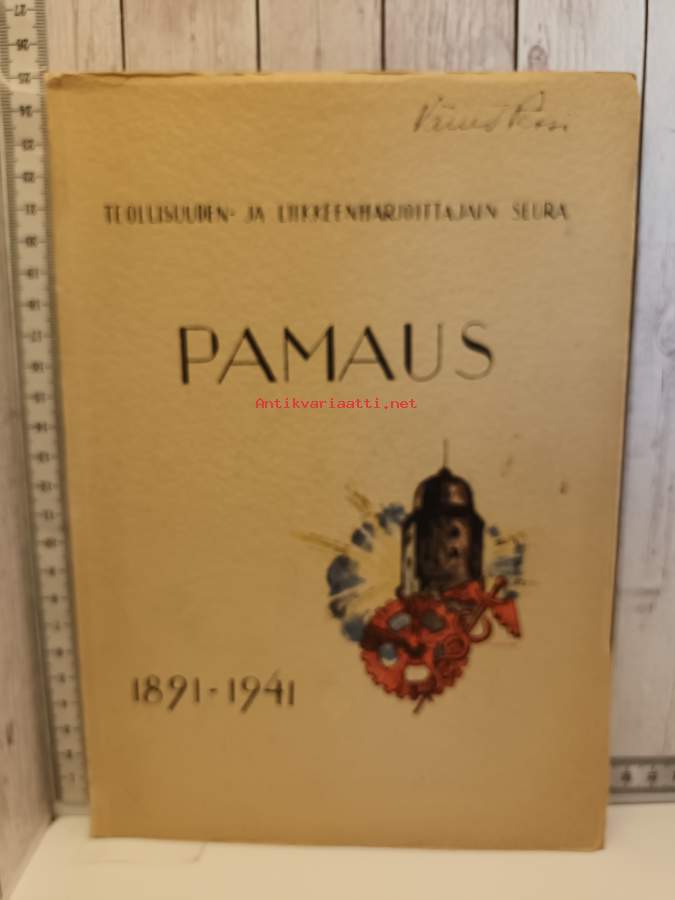 TEOLLISUUDEN- JA LIIKKEENHARJOITTAJAIN SEURA
PAMAUS
Antikvariaatti.net
1891-1941